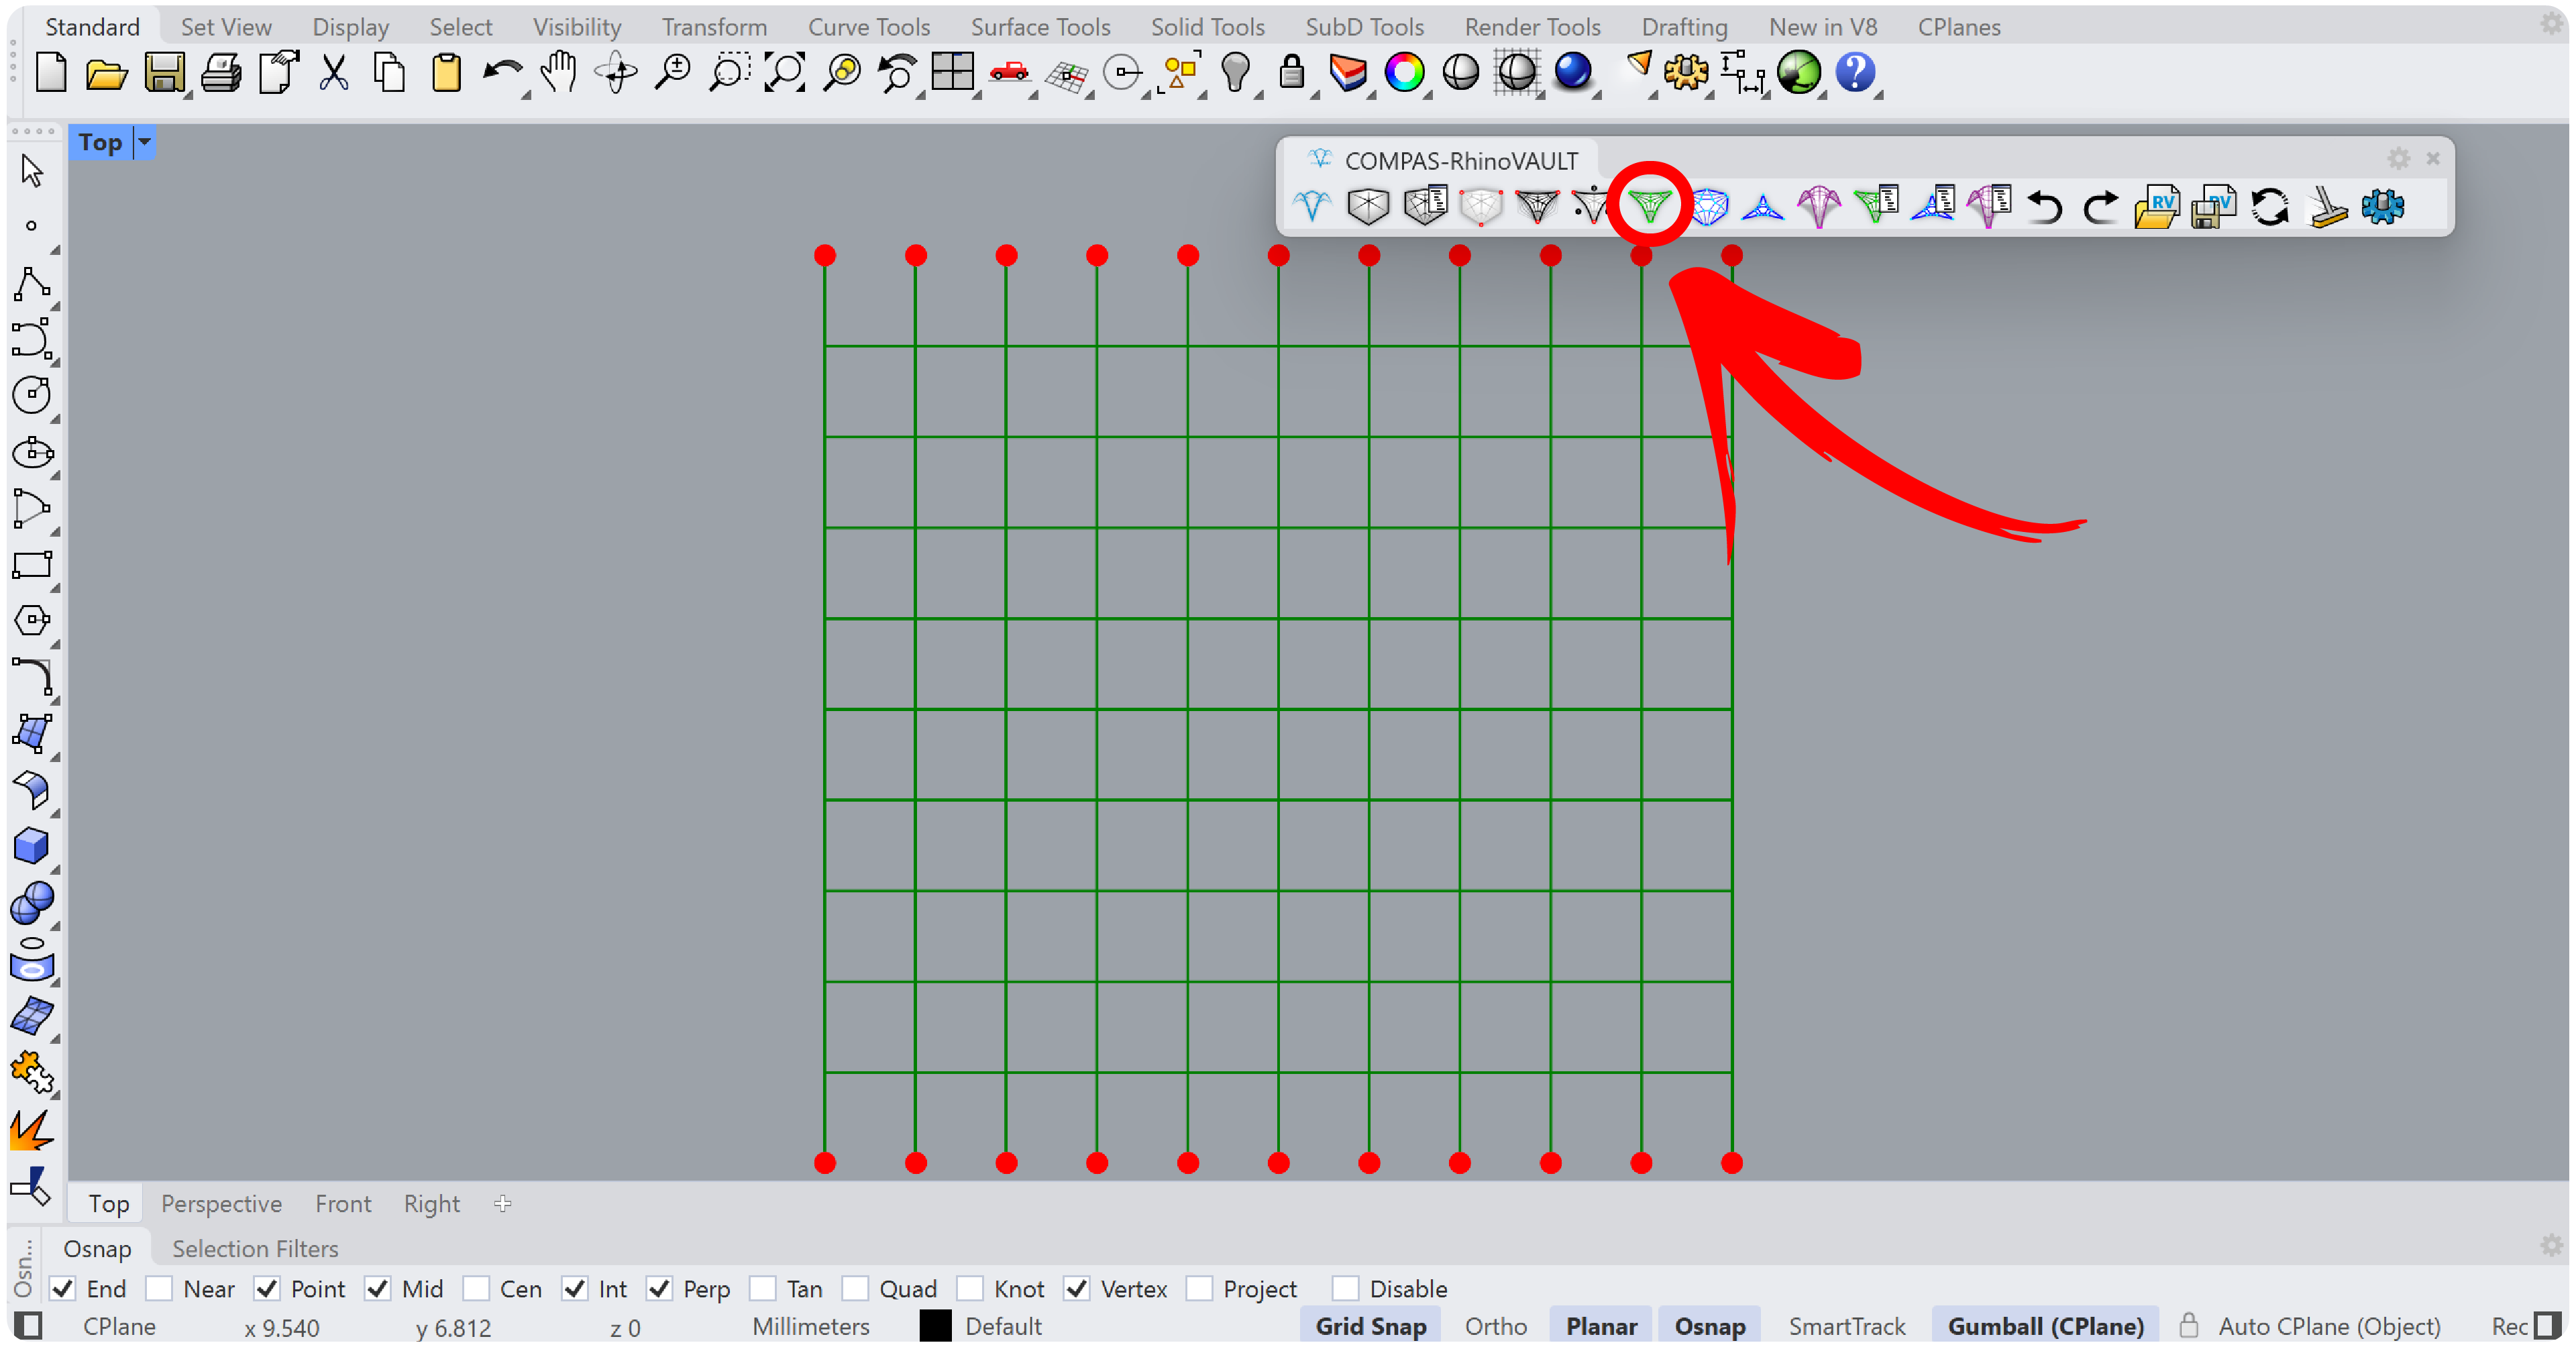 Standard Set View Display Select Visibility Transform Curve Tools Surface Tools Solid Tools SubD Tools Render Tools Drafting New in V8 CPlanes
Top
COMPAS-RhinoVAULT
RV RV
Top Perspective Front Right
Osn...
Osnap Selection Filters
End Near Point Mid Cen Int Perp Tan Quad Knot Vertex Project Disable
CPlane x 9.540 y 6.812 z 0 Millimeters Default Grid Snap Ortho Planar Osnap SmartTrack Gumball (CPlane) Auto CPlane (Object) Rec